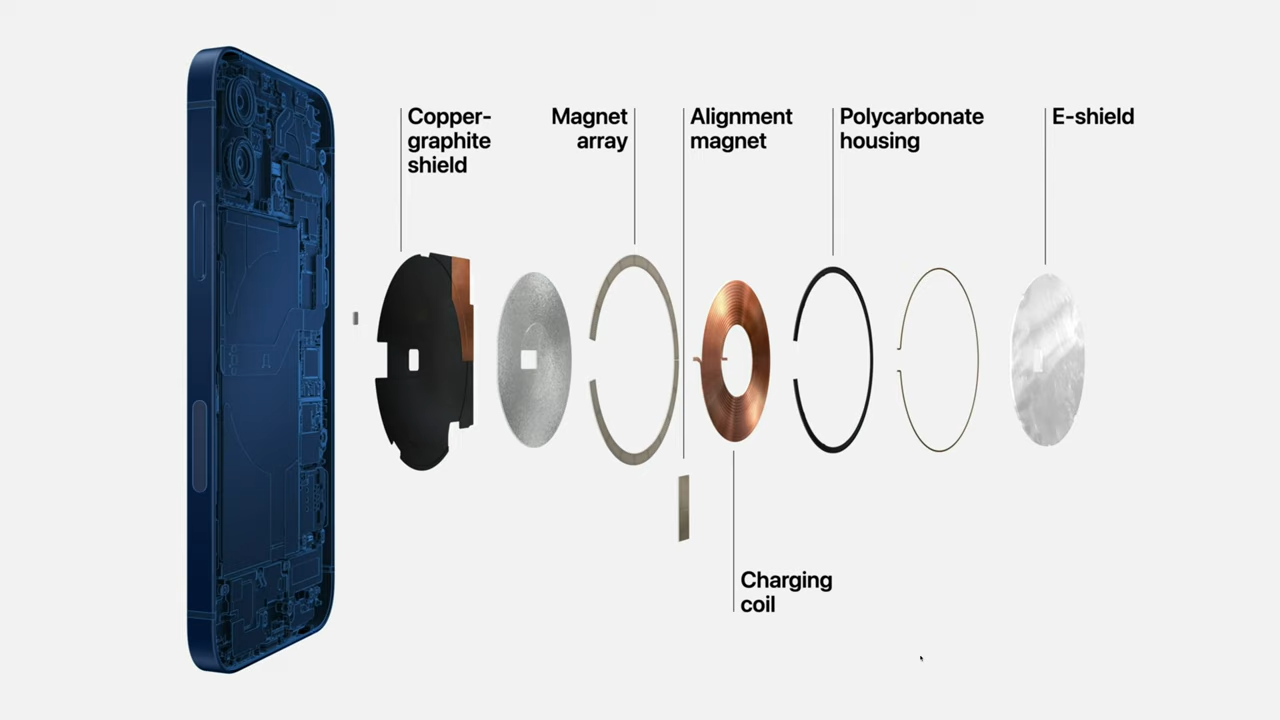 Copper-
graphite
shield
Magnet
array
Alignment
magnet
Polycarbonate
housing
E-shield
Charging
coil